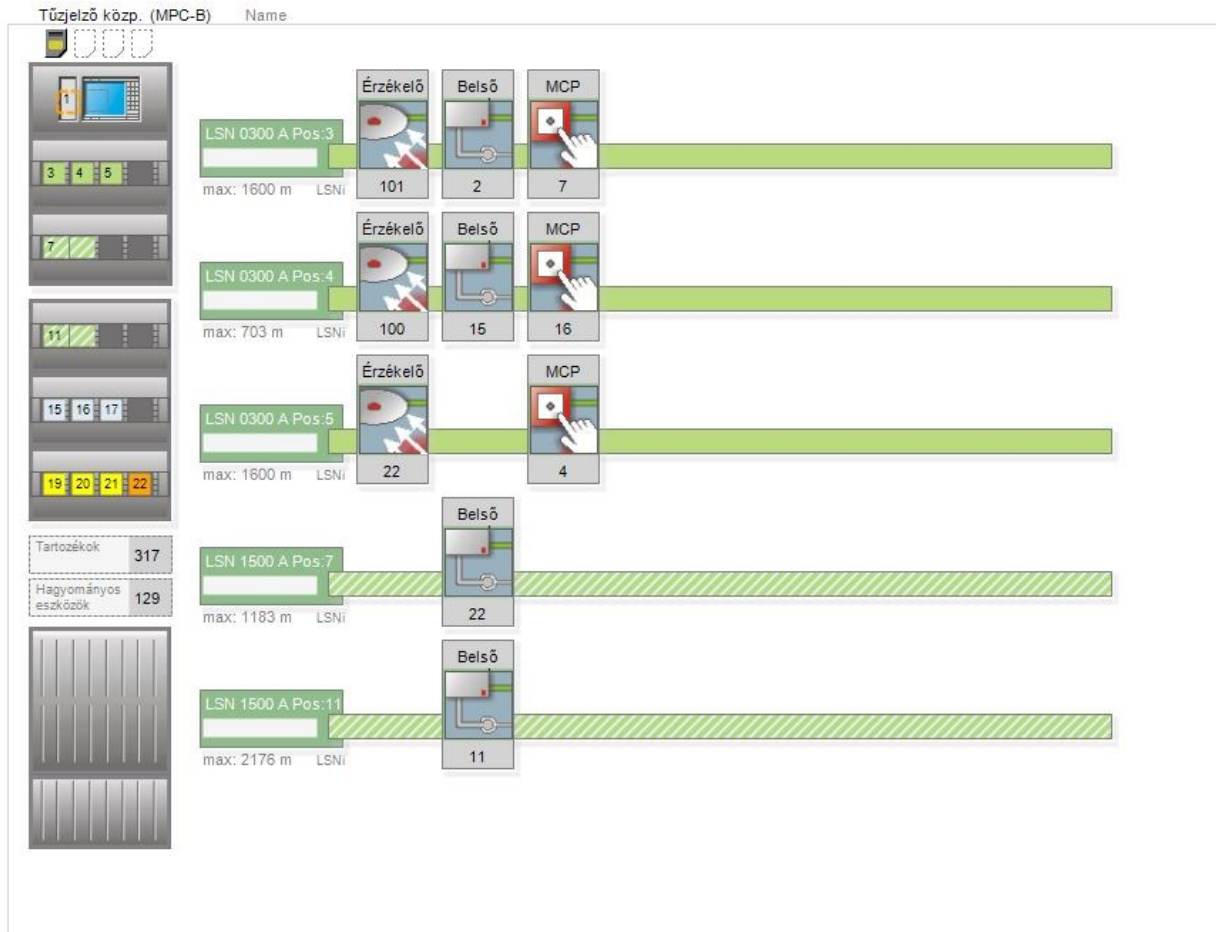 Tűzjelző közp. (MPC-B) Name
1
3 4 5
7
11
15 16 17
19 20 21 22
Tartozékok 317
Hagyományos eszközök 129
Érzékelő Belső MCP
LSN 0300 A Pos:3
max: 1600 m LSNi
101 2 7
Érzékelő Belső MCP
LSN 0300 A Pos:4
max: 703 m LSNi
100 15 16
Érzékelő MCP
LSN 0300 A Pos:5
max: 1600 m LSNi
22 4
Belső
LSN 1500 A Pos:7
max: 1183 m LSNi
22
Belső
LSN 1500 A Pos:11
max: 2176 m LSNi
11